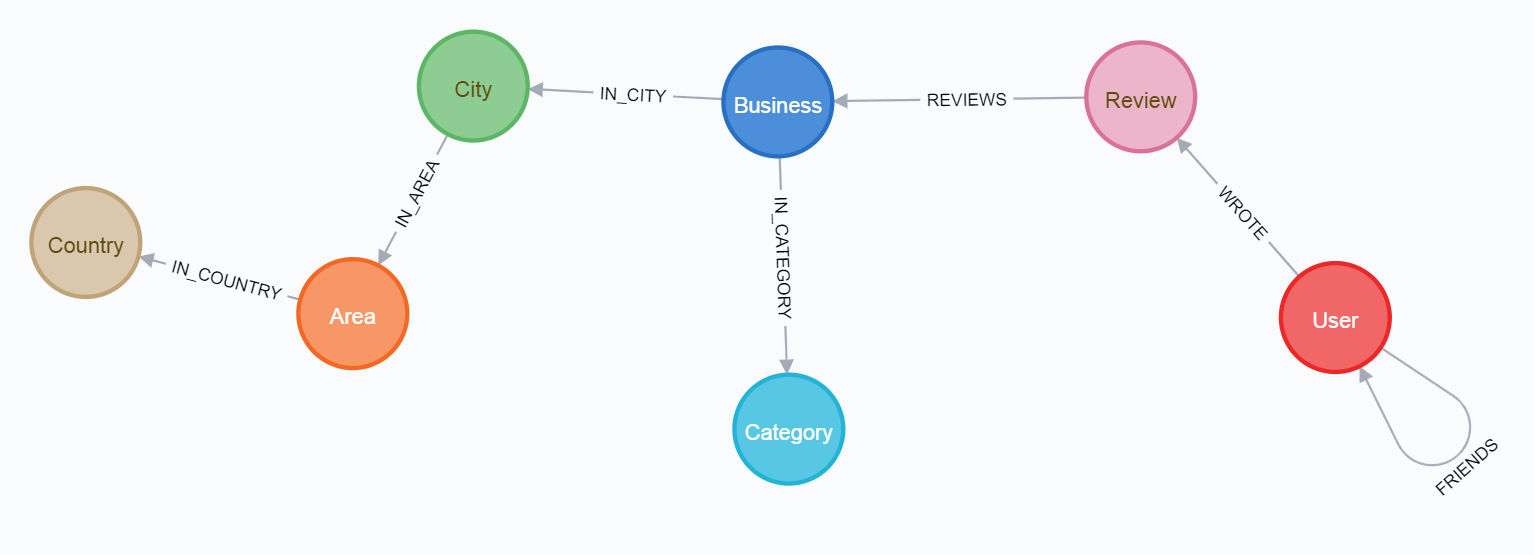 City
IN_CITY
Business
REVIEWS
Review
IN_AREA
WROTE
Country
IN_COUNTRY
Area
IN_CATEGORY
User
Category
FRIENDS